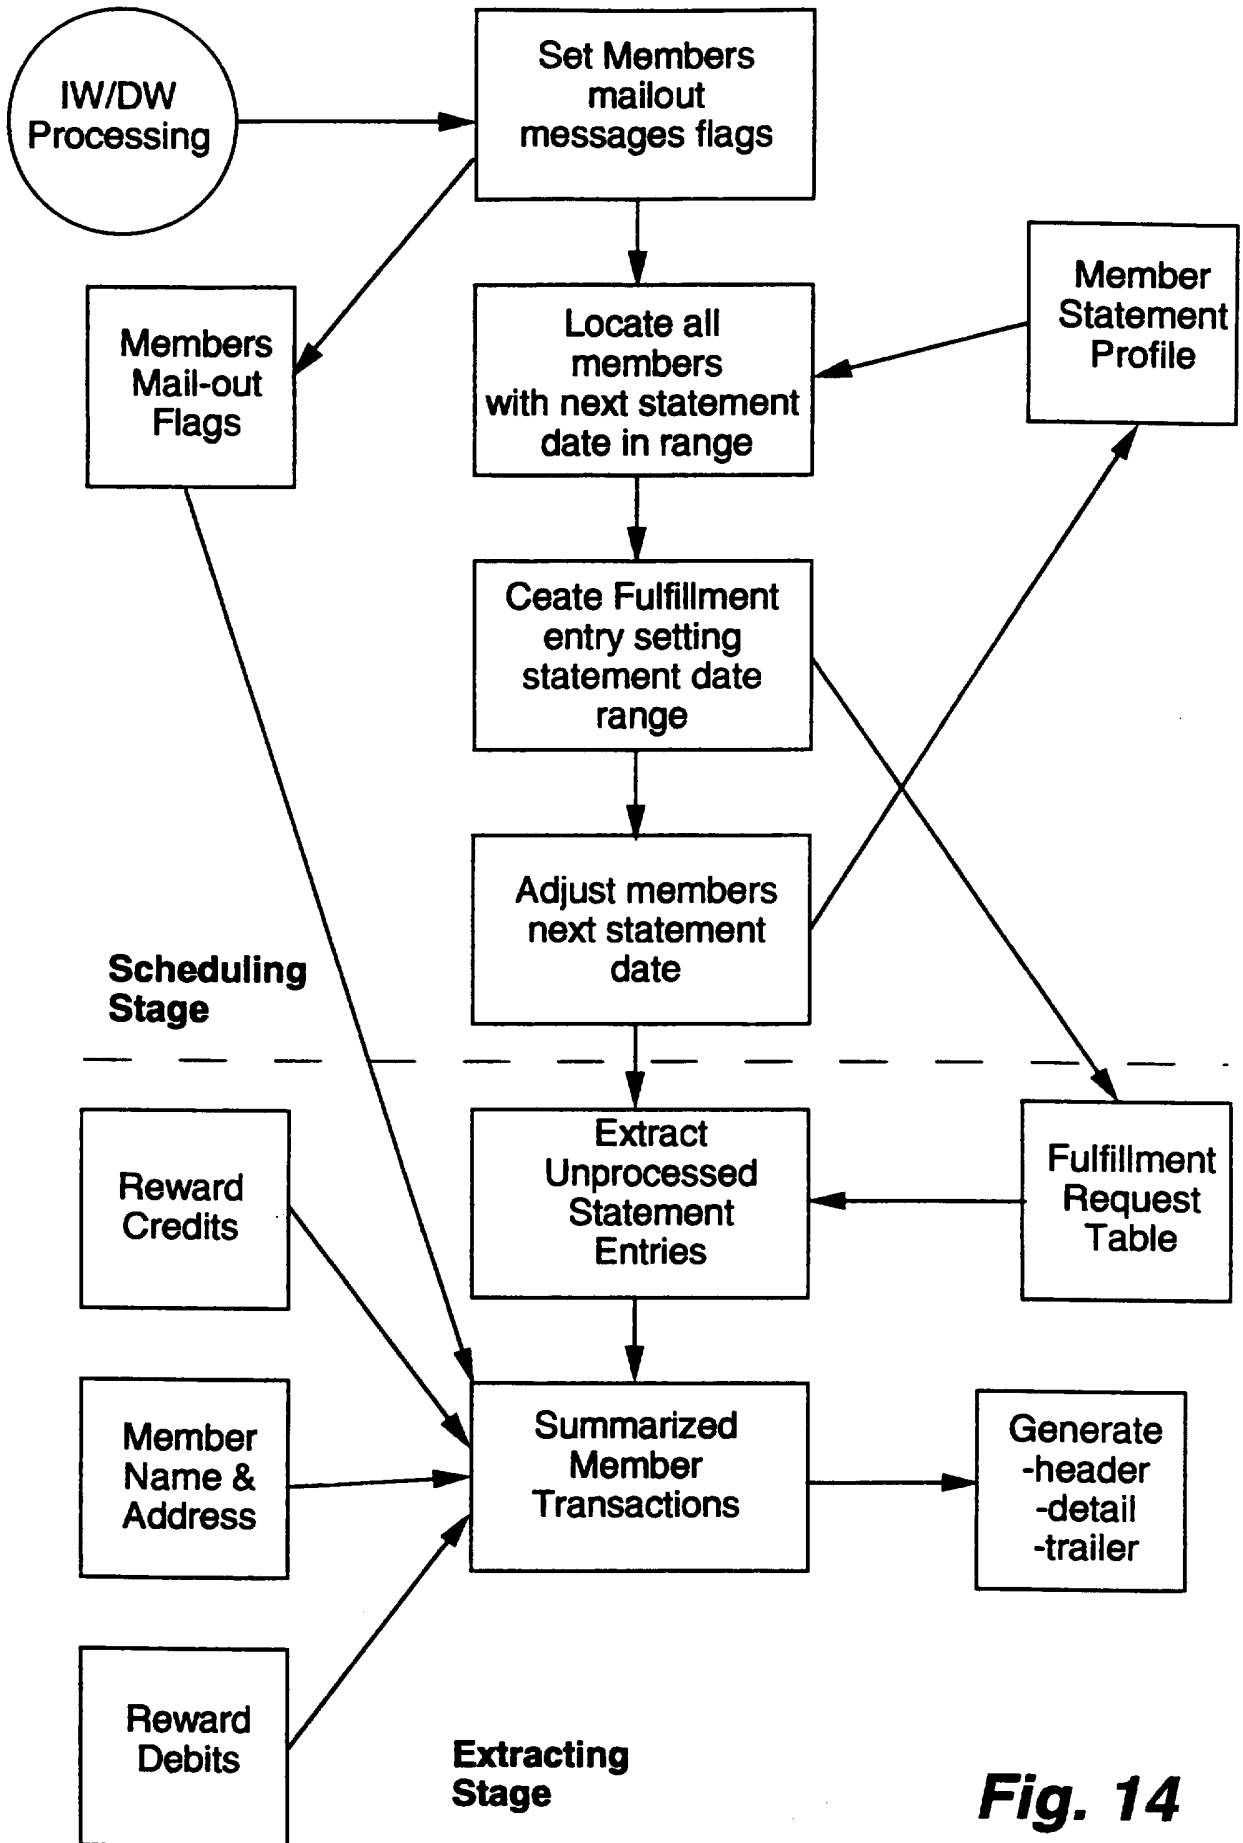 IW/DW
Processing
Set Members
mailout
messages flags
Members
Mail-out
Flags
Locate all
members
with next statement
date in range
Member
Statement
Profile
Ceate Fulfillment
entry setting
statement date
range
Adjust members
next statement
date
Scheduling
Stage
Reward
Credits
Extract
Unprocessed
Statement
Entries
Fulfillment
Request
Table
Member
Name &
Address
Summarized
Member
Transactions
Generate
-header
-detail
-trailer
Reward
Debits
Extracting
Stage
Fig. 14